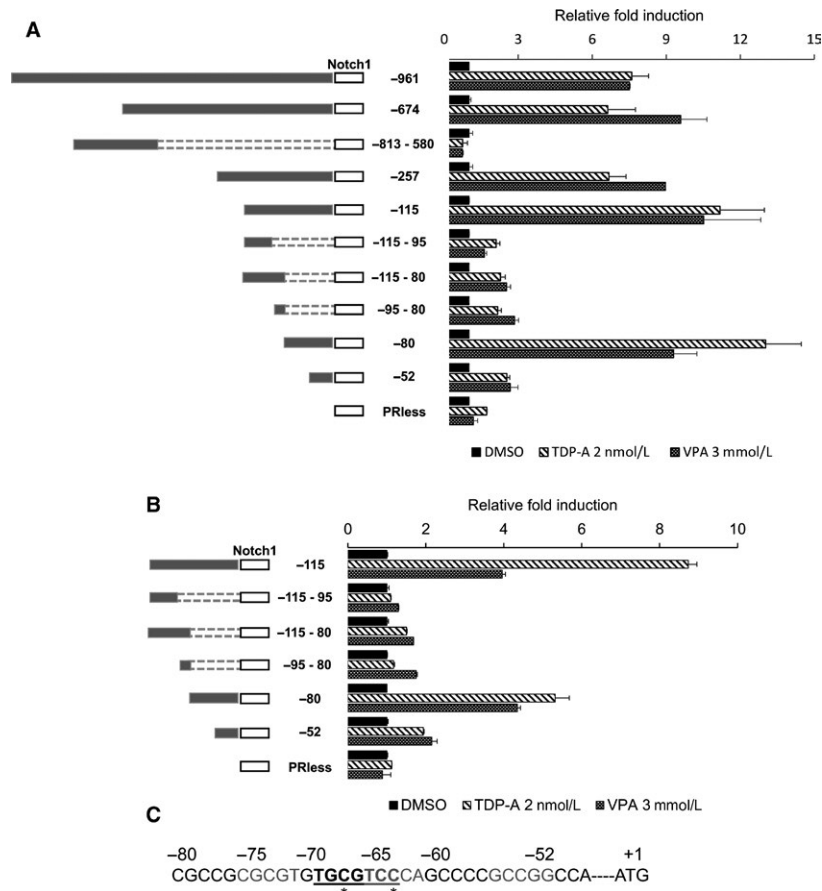 A
Relative fold induction
0 3 6 9 12 15
Notch1
–961
–674
–813 - 580
–257
–115
–115 - 95
–115 - 80
–95 - 80
–80
–52
PRless
DMSO TDP-A 2 nmol/L VPA 3 mmol/L
B
Relative fold induction
0 2 4 6 8 10
Notch1
–115
–115 - 95
–115 - 80
–95 - 80
–80
–52
PRless
DMSO TDP-A 2 nmol/L VPA 3 mmol/L
C
–80 –75 –70 –65 –60 –52 +1
CGCCGCGCGTGTGCGTCCCAGCCCCGCCGGCCA----ATG
* *